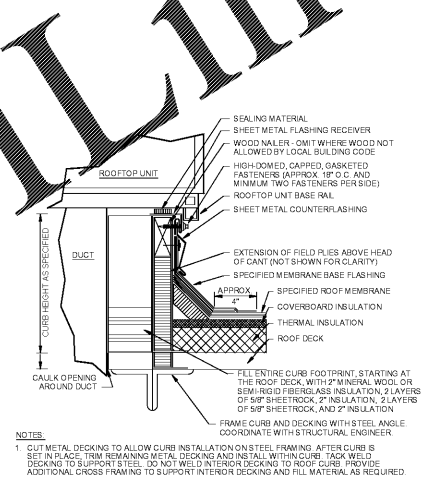 iLin
SEALING MATERIAL
SHEET METAL FLASHING RECEIVER
WOOD NAILER - OMIT WHERE WOOD NOT
ALLOWED BY LOCAL BUILDING CODE
HIGH-DOMED, CAPPED, GASKETED
FASTENERS (APPROX. 18" O.C. AND
MINIMUM TWO FASTENERS PER SIDE)
ROOFTOP UNIT
ROOFTOP UNIT BASE RAIL
SHEET METAL COUNTERFLASHING
CURB HEIGHT AS SPECIFIED
DUCT
EXTENSION OF FIELD PLIES ABOVE HEAD
OF CANT (NOT SHOWN FOR CLARITY)
SPECIFIED MEMBRANE BASE FLASHING
APPROX
4"
SPECIFIED ROOF MEMBRANE
COVERBOARD INSULATION
THERMAL INSULATION
ROOF DECK
CAULK OPENING
AROUND DUCT
FILL ENTIRE CURB FOOTPRINT, STARTING AT
THE ROOF DECK, WITH 2" MINERAL WOOL OR
SEMI-RIGID FIBERGLASS INSULATION, 2 LAYERS
OF 5/8" SHEETROCK, 2" INSULATION, 2 LAYERS
OF 5/8" SHEETROCK, AND 2" INSULATION
FRAME CURB AND DECKING WITH STEEL ANGLE.
COORDINATE WITH STRUCTURAL ENGINEER.
NOTES:
1. CUT METAL DECKING TO ALLOW CURB INSTALLATION ON STEEL FRAMING. AFTER CURB IS
SET IN PLACE, TRIM REMAINING METAL DECKING AND INSTALL WITHIN CURB. TACK WELD
DECKING TO SUPPORT STEEL. DO NOT WELD INTERIOR DECKING TO ROOF CURB. PROVIDE
ADDITIONAL CROSS FRAMING TO SUPPORT INTERIOR DECKING AND FILL MATERIAL AS REQUIRED.